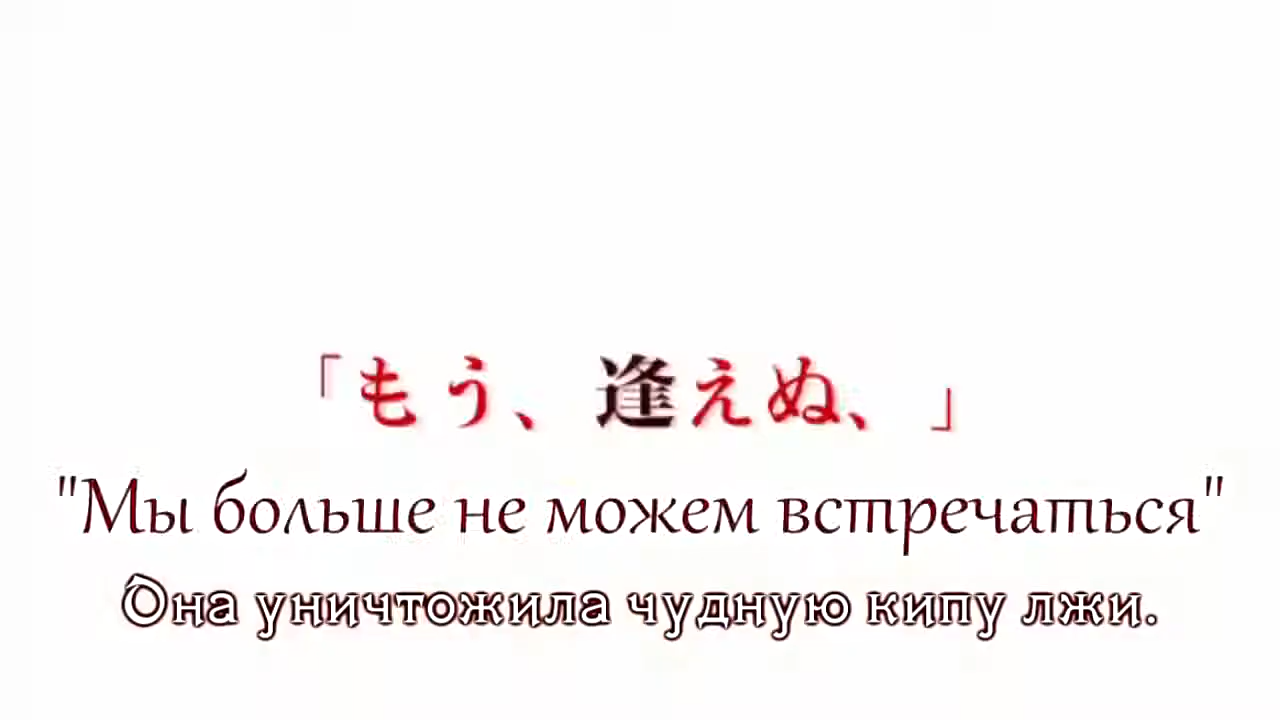 「もう、逢えぬ、」
"Мы больше не можем встречаться"
Она уничтожила чудную кипу лжи.